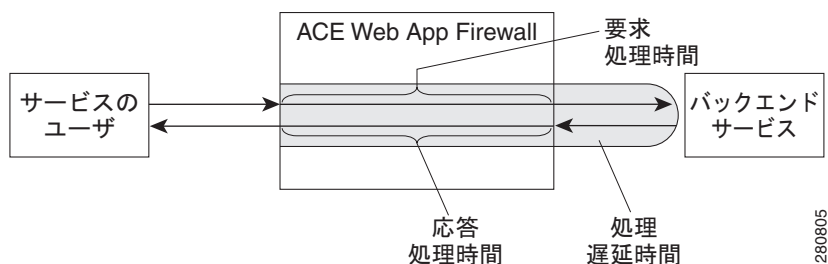 ACE Web App Firewall
要求
処理時間
サービスの
ユーザ
バックエンド
サービス
応答
処理時間
処理
遅延時間
280805